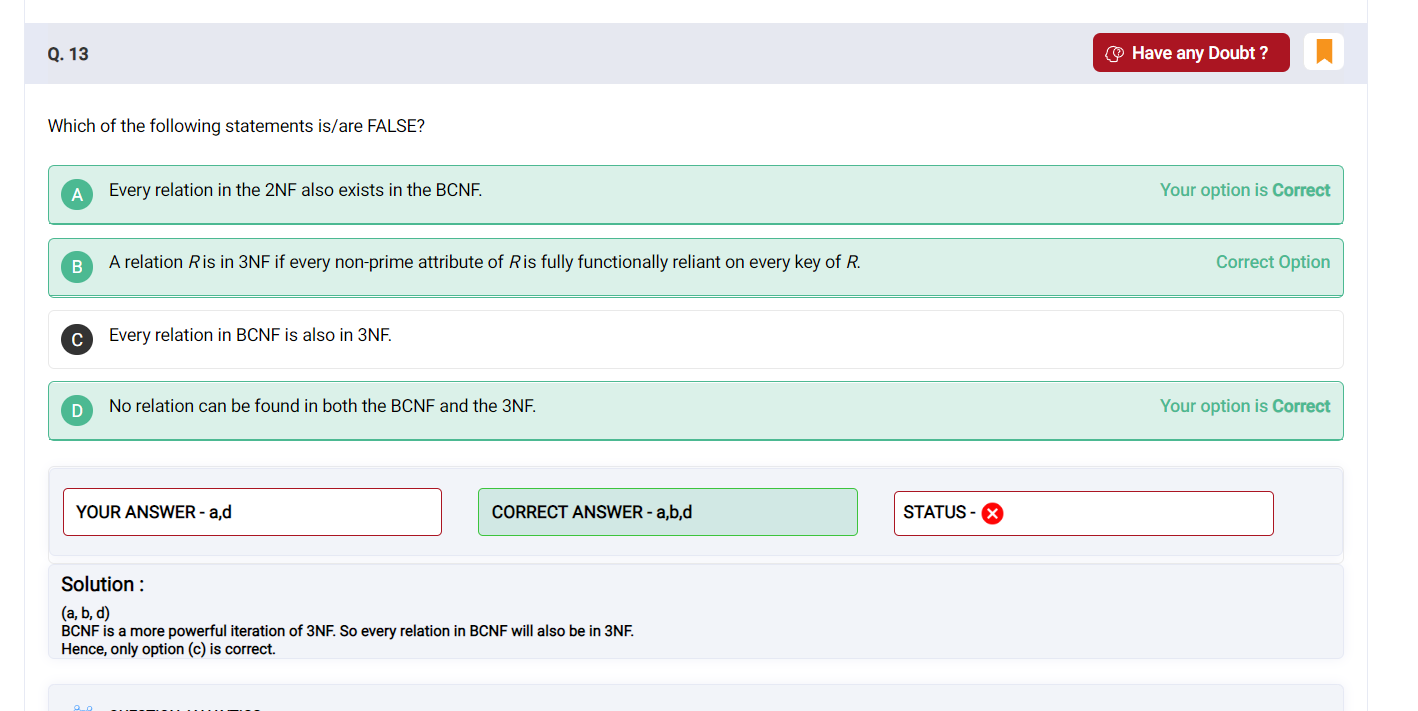 Q. 13
Have any Doubt ?
Which of the following statements is/are FALSE?
A Every relation in the 2NF also exists in the BCNF. Your option is Correct
B A relation R is in 3NF if every non-prime attribute of R is fully functionally reliant on every key of R. Correct Option
C Every relation in BCNF is also in 3NF.
D No relation can be found in both the BCNF and the 3NF. Your option is Correct
YOUR ANSWER - a,d
CORRECT ANSWER - a,b,d
STATUS -
Solution :
(a, b, d)
BCNF is a more powerful iteration of 3NF. So every relation in BCNF will also be in 3NF.
Hence, only option (c) is correct.